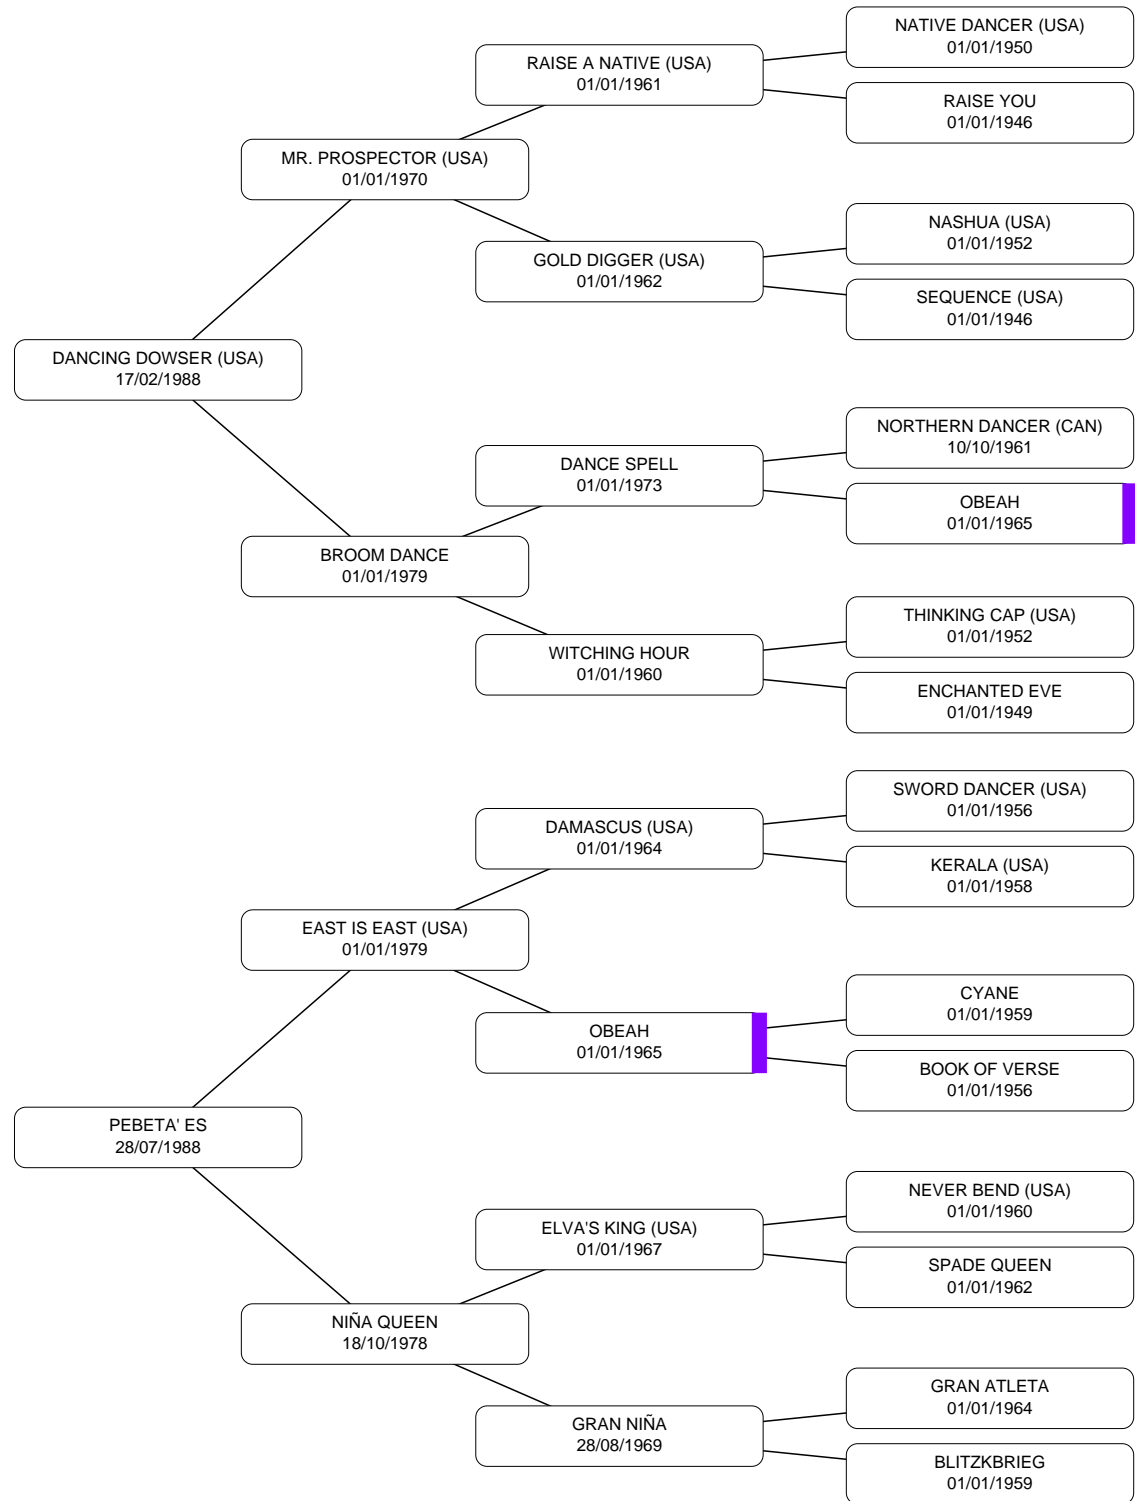 NATIVE DANCER (USA)
01/01/1950
RAISE A NATIVE (USA)
01/01/1961
RAISE YOU
01/01/1946
MR. PROSPECTOR (USA)
01/01/1970
NASHUA (USA)
01/01/1952
GOLD DIGGER (USA)
01/01/1962
SEQUENCE (USA)
01/01/1946
DANCING DOWSER (USA)
17/02/1988
NORTHERN DANCER (CAN)
10/10/1961
DANCE SPELL
01/01/1973
OBEAH
01/01/1965
BROOM DANCE
01/01/1979
THINKING CAP (USA)
01/01/1952
WITCHING HOUR
01/01/1960
ENCHANTED EVE
01/01/1949
SWORD DANCER (USA)
01/01/1956
DAMASCUS (USA)
01/01/1964
KERALA (USA)
01/01/1958
EAST IS EAST (USA)
01/01/1979
CYANE
01/01/1959
OBEAH
01/01/1965
BOOK OF VERSE
01/01/1956
PEBETA' ES
28/07/1988
NEVER BEND (USA)
01/01/1960
ELVA'S KING (USA)
01/01/1967
SPADE QUEEN
01/01/1962
NIÑA QUEEN
18/10/1978
GRAN ATLETA
01/01/1964
GRAN NIÑA
28/08/1969
BLITZKBRIEG
01/01/1959